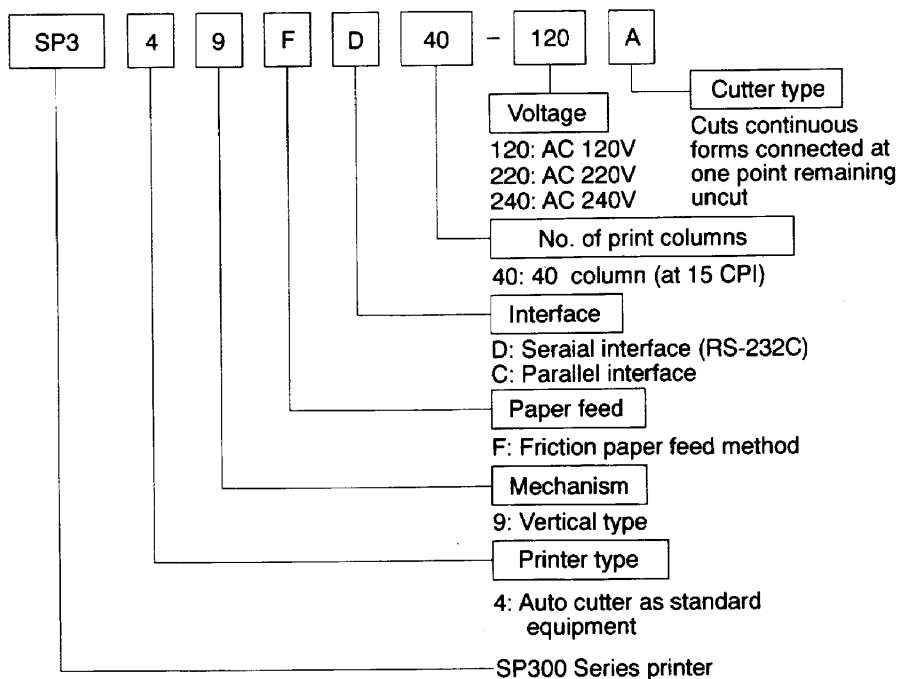 SP3 4 9 F D 40 - 120 A
Cutter type
Cuts continuous
forms connected at
one point remaining
uncut
Voltage
120: AC 120V
220: AC 220V
240: AC 240V
No. of print columns
40: 40 column (at 15 CPI)
Interface
D: Seraial interface (RS-232C)
C: Parallel interface
Paper feed
F: Friction paper feed method
Mechanism
9: Vertical type
Printer type
4: Auto cutter as standard
equipment
SP300 Series printer